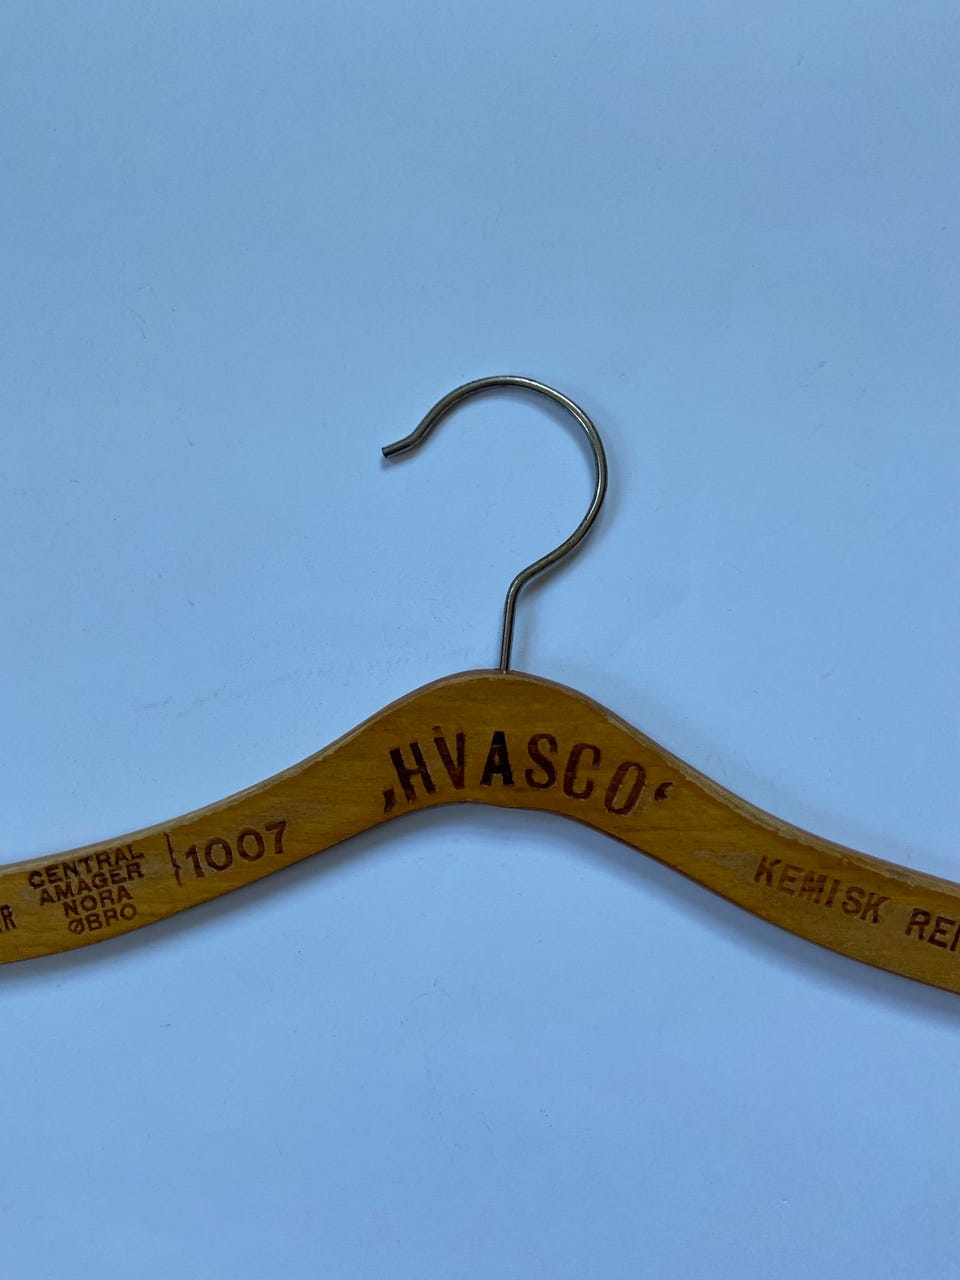 CENTRAL
AMAGER
NORA
ØBRO
}1007
„HVASCO“
KEMISK